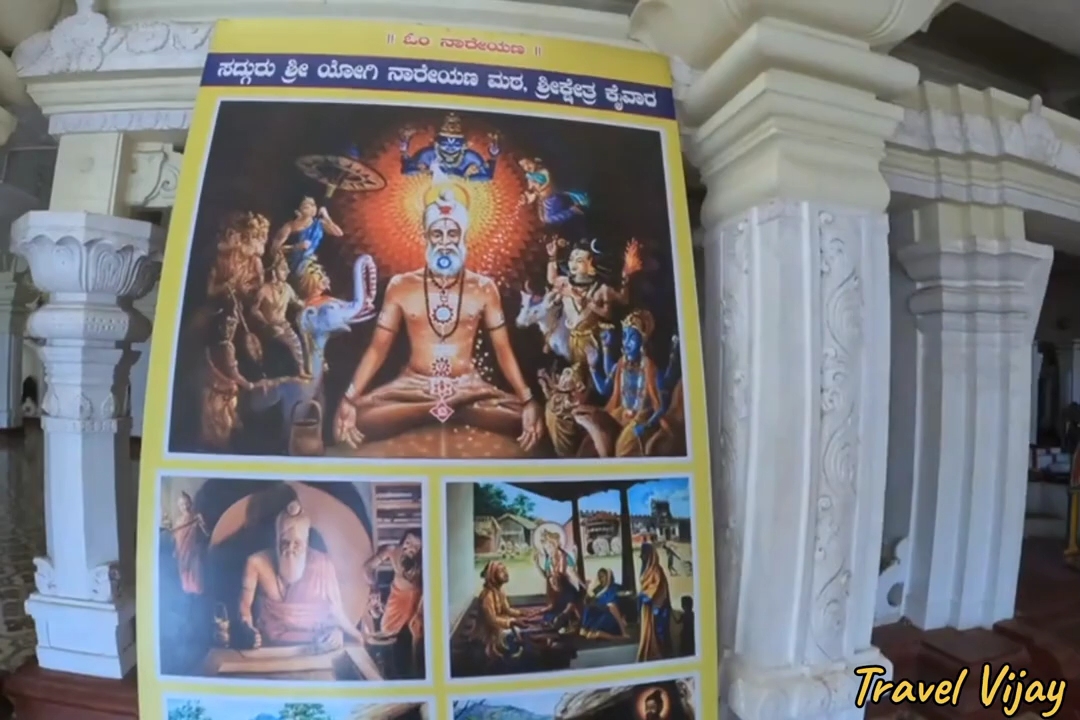 ॥ ಓಂ ನಾರೇಯಣ ॥
ಸದ್ಗುರು ಶ್ರೀ ಯೋಗಿ ನಾರೇಯಣ ಮಠ, ಶ್ರೀಕ್ಷೇತ್ರ ಕೈವಾರ
Travel Vijay